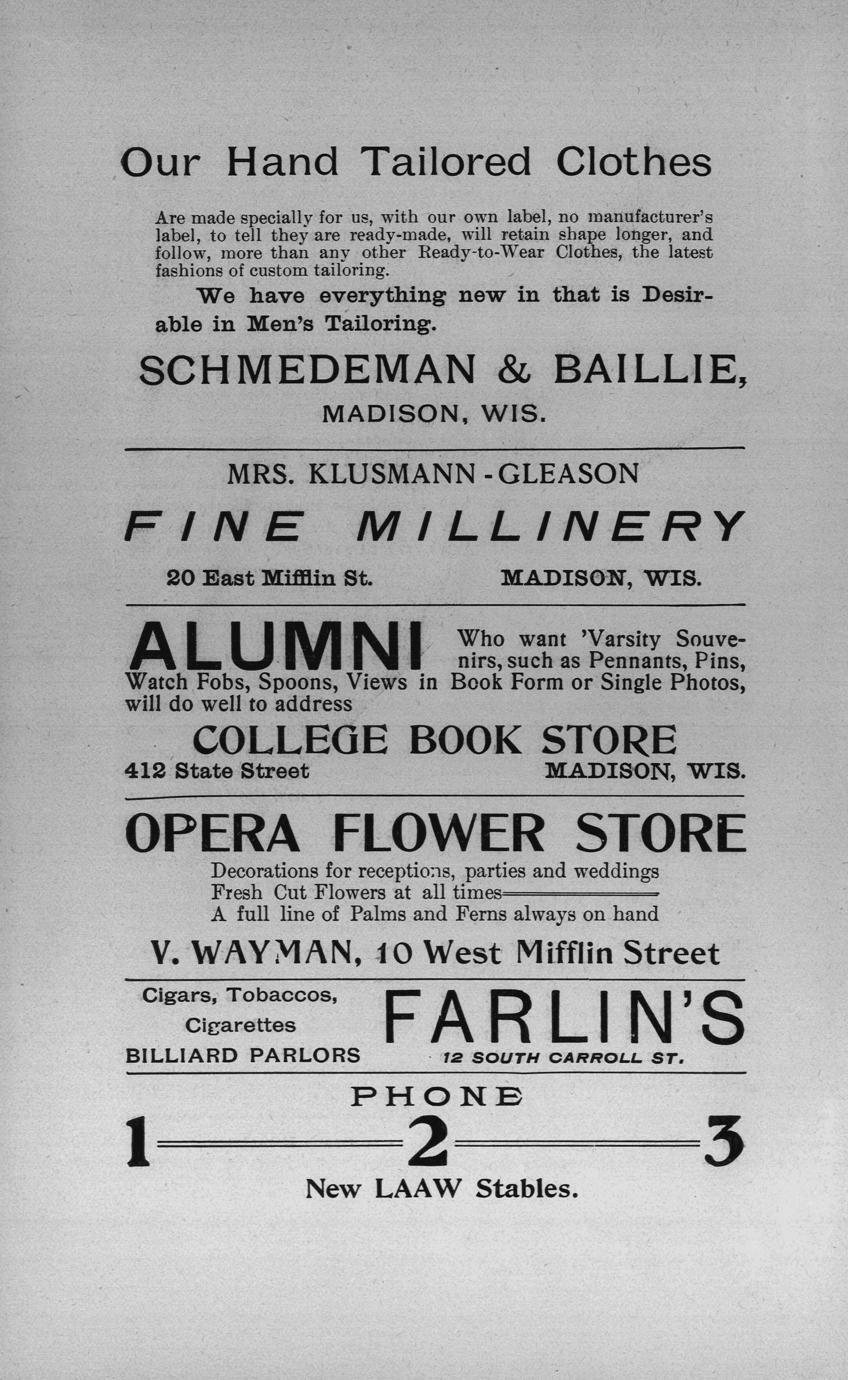 Our Hand Tailored Clothes
Are made specially for us, with our own label, no manufacturer's
label, to tell they are ready-made, will retain shape longer, and
follow, more than any other Ready-to-Wear Clothes, the latest
fashions of custom tailoring.
We have everything new in that is Desir-
able in Men's Tailoring.
SCHMEDEMAN & BAILLIE,
MADISON, WIS.
MRS. KLUSMANN-GLEASON
FINE MILLINERY
20 East Mifflin St. MADISON, WIS.
ALUMNI Who want 'Varsity Souve-
nirs, such as Pennants, Pins,
Watch Fobs, Spoons, Views in Book Form or Single Photos,
will do well to address
COLLEGE BOOK STORE
412 State Street MADISON, WIS.
OPERA FLOWER STORE
Decorations for receptions, parties and weddings
Fresh Cut Flowers at all times
A full line of Palms and Ferns always on hand
V. WAYMAN, 10 West Mifflin Street
Cigars, Tobaccos,
Cigarettes
BILLIARD PARLORS
FARLIN'S
12 SOUTH CARROLL ST.
PHONE
1 2 3
New LAAW Stables.